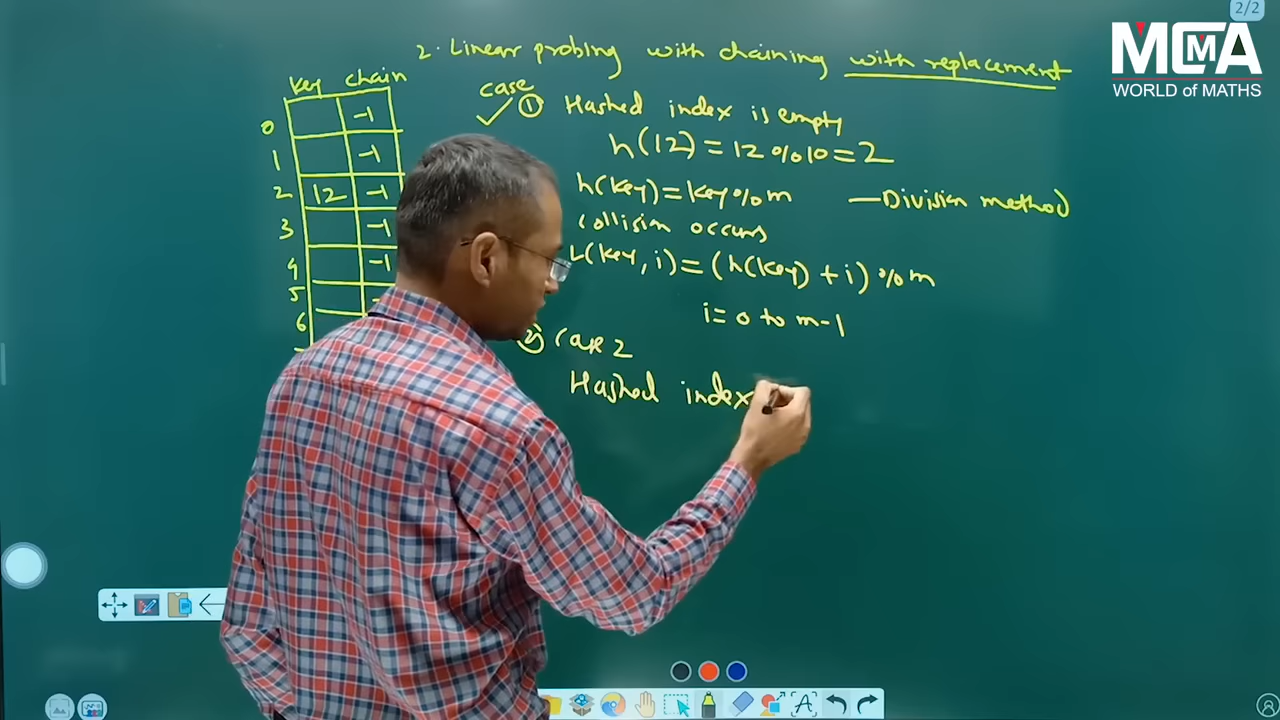 2/2
MCMA
WORLD of MATHS
2. Linear probing with chaining with replacement
key chain
case
① Hashed index is empty
h(12) = 12 % 10 = 2
h(key) = key % m — Division method
collision occurs
h(key, i) = (h(key) + i) % m
i = 0 to m-1
2) case 2
Hashed index
0 -1
1 -1
2 12 -1
3 -1
4 -1
5
6